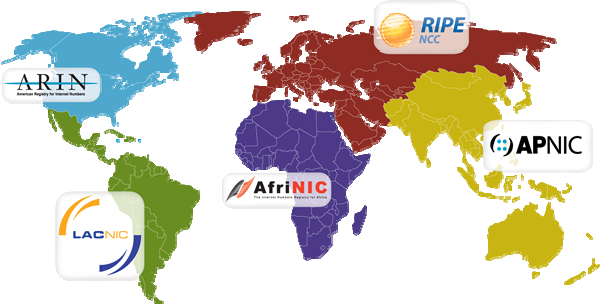 RIPE
NCC
ARIN
American Registry for Internet Numbers
APNIC
AfriNIC
The Internet Numbers Registry for Africa
LACNIC